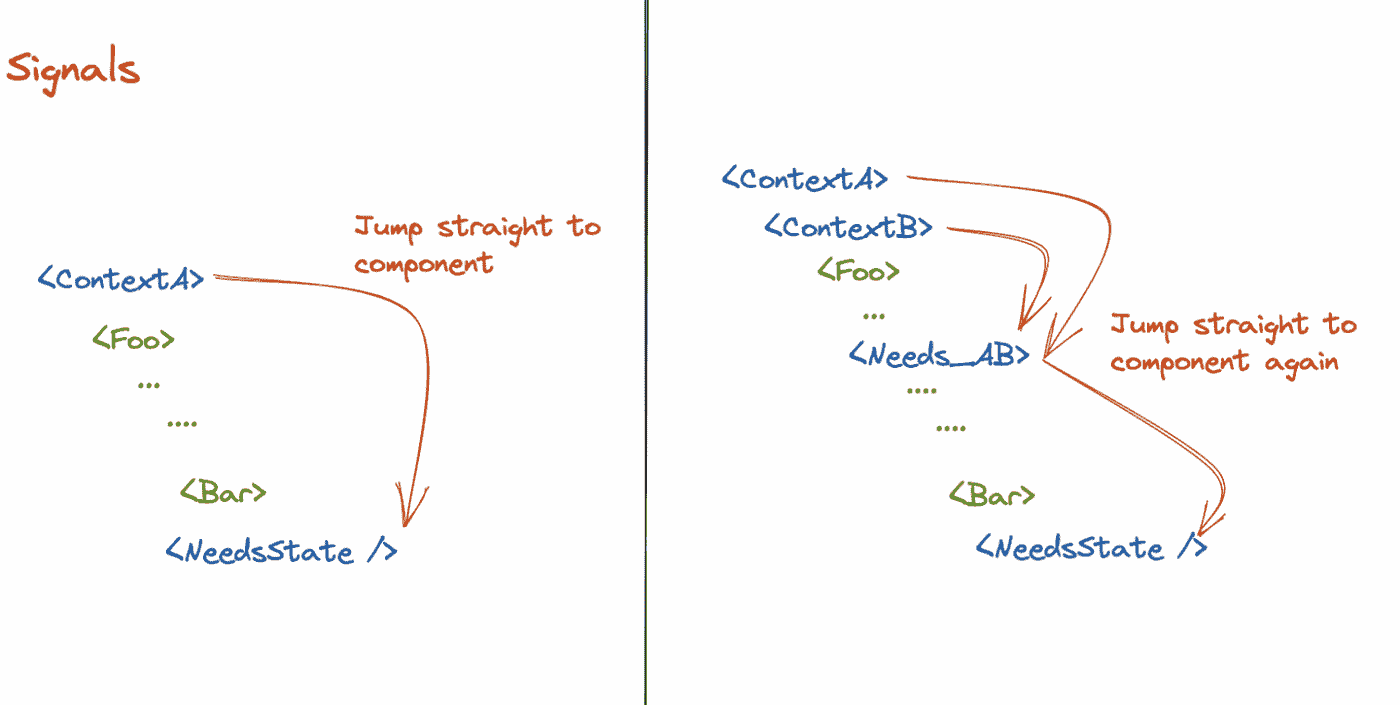 Signals
Jump straight to
component
<ContextA>
<Foo>
...
....
<Bar>
<NeedsState />
<ContextA>
<ContextB>
<Foo>
...
<Needs_AB>
....
....
<Bar>
<NeedsState />
Jump straight to
component again